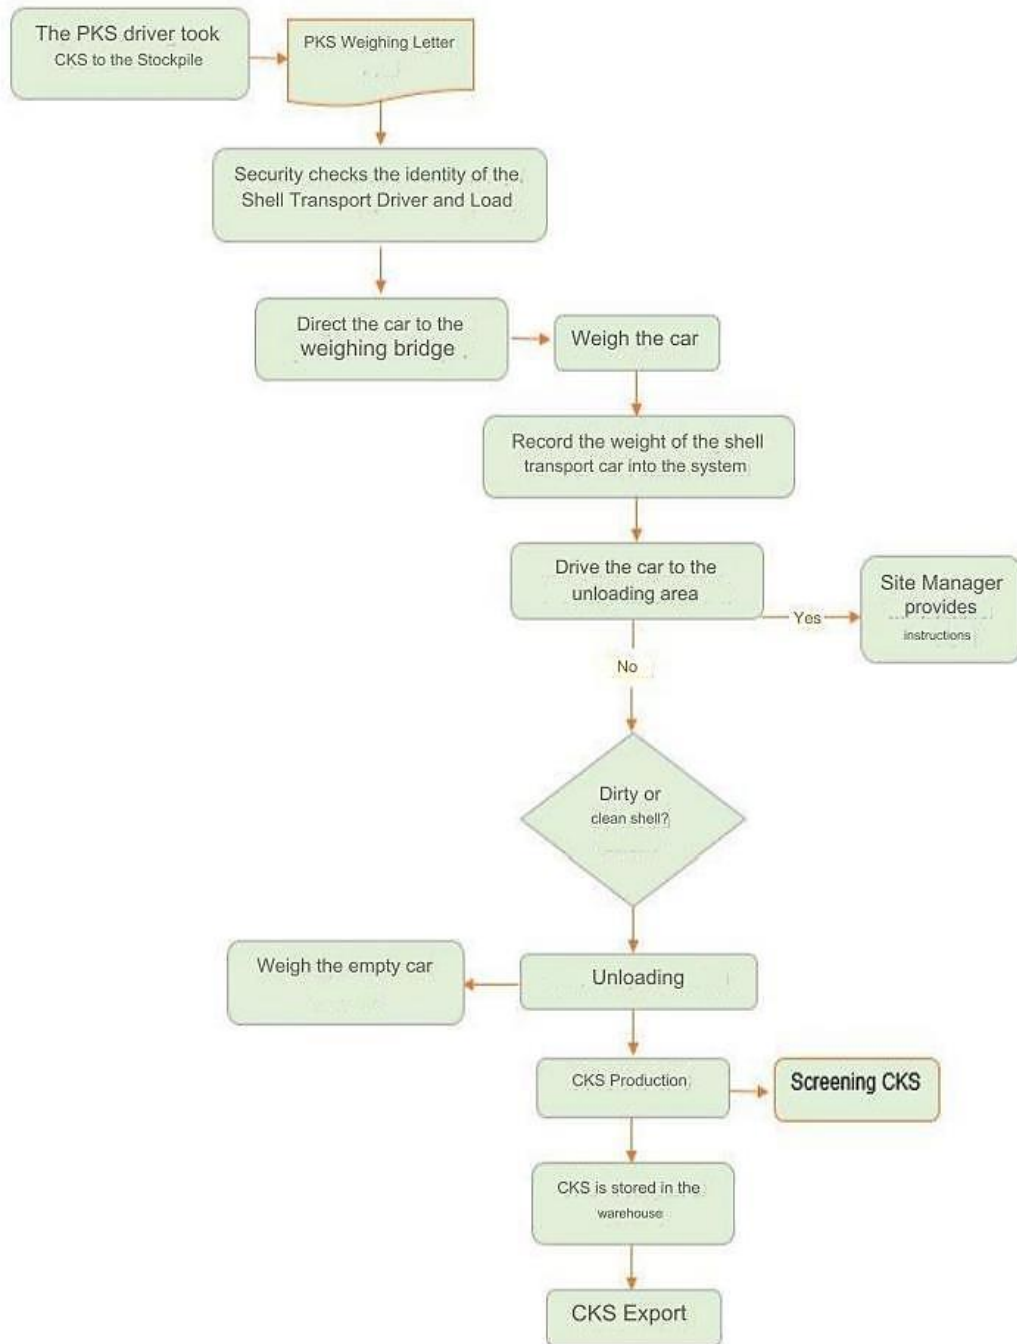 The PKS driver took
CKS to the Stockpile
PKS Weighing Letter
Security checks the identity of the
Shell Transport Driver and Load
Direct the car to the
weighing bridge
Weigh the car
Record the weight of the shell
transport car into the system
Drive the car to the
unloading area
Yes
Site Manager
provides
instructions
No
Dirty or
clean shell?
Unloading
Weigh the empty car
CKS Production
Screening CKS
CKS is stored in the
warehouse
CKS Export